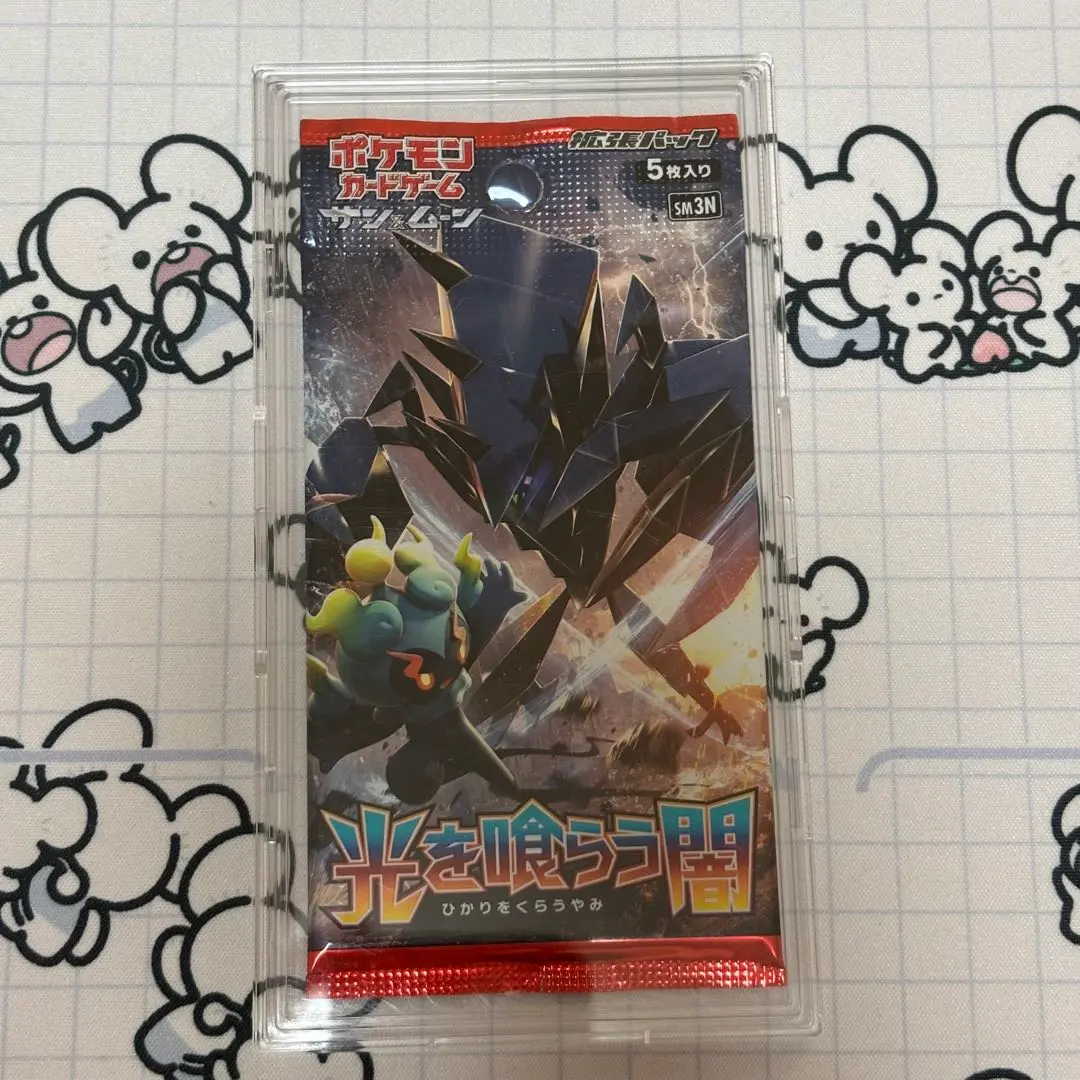 ポケモン
カードゲーム
サン&ムーン
拡張パック
5枚入り
SM3N
光を喰らう闇
ひかりをくらうやみ